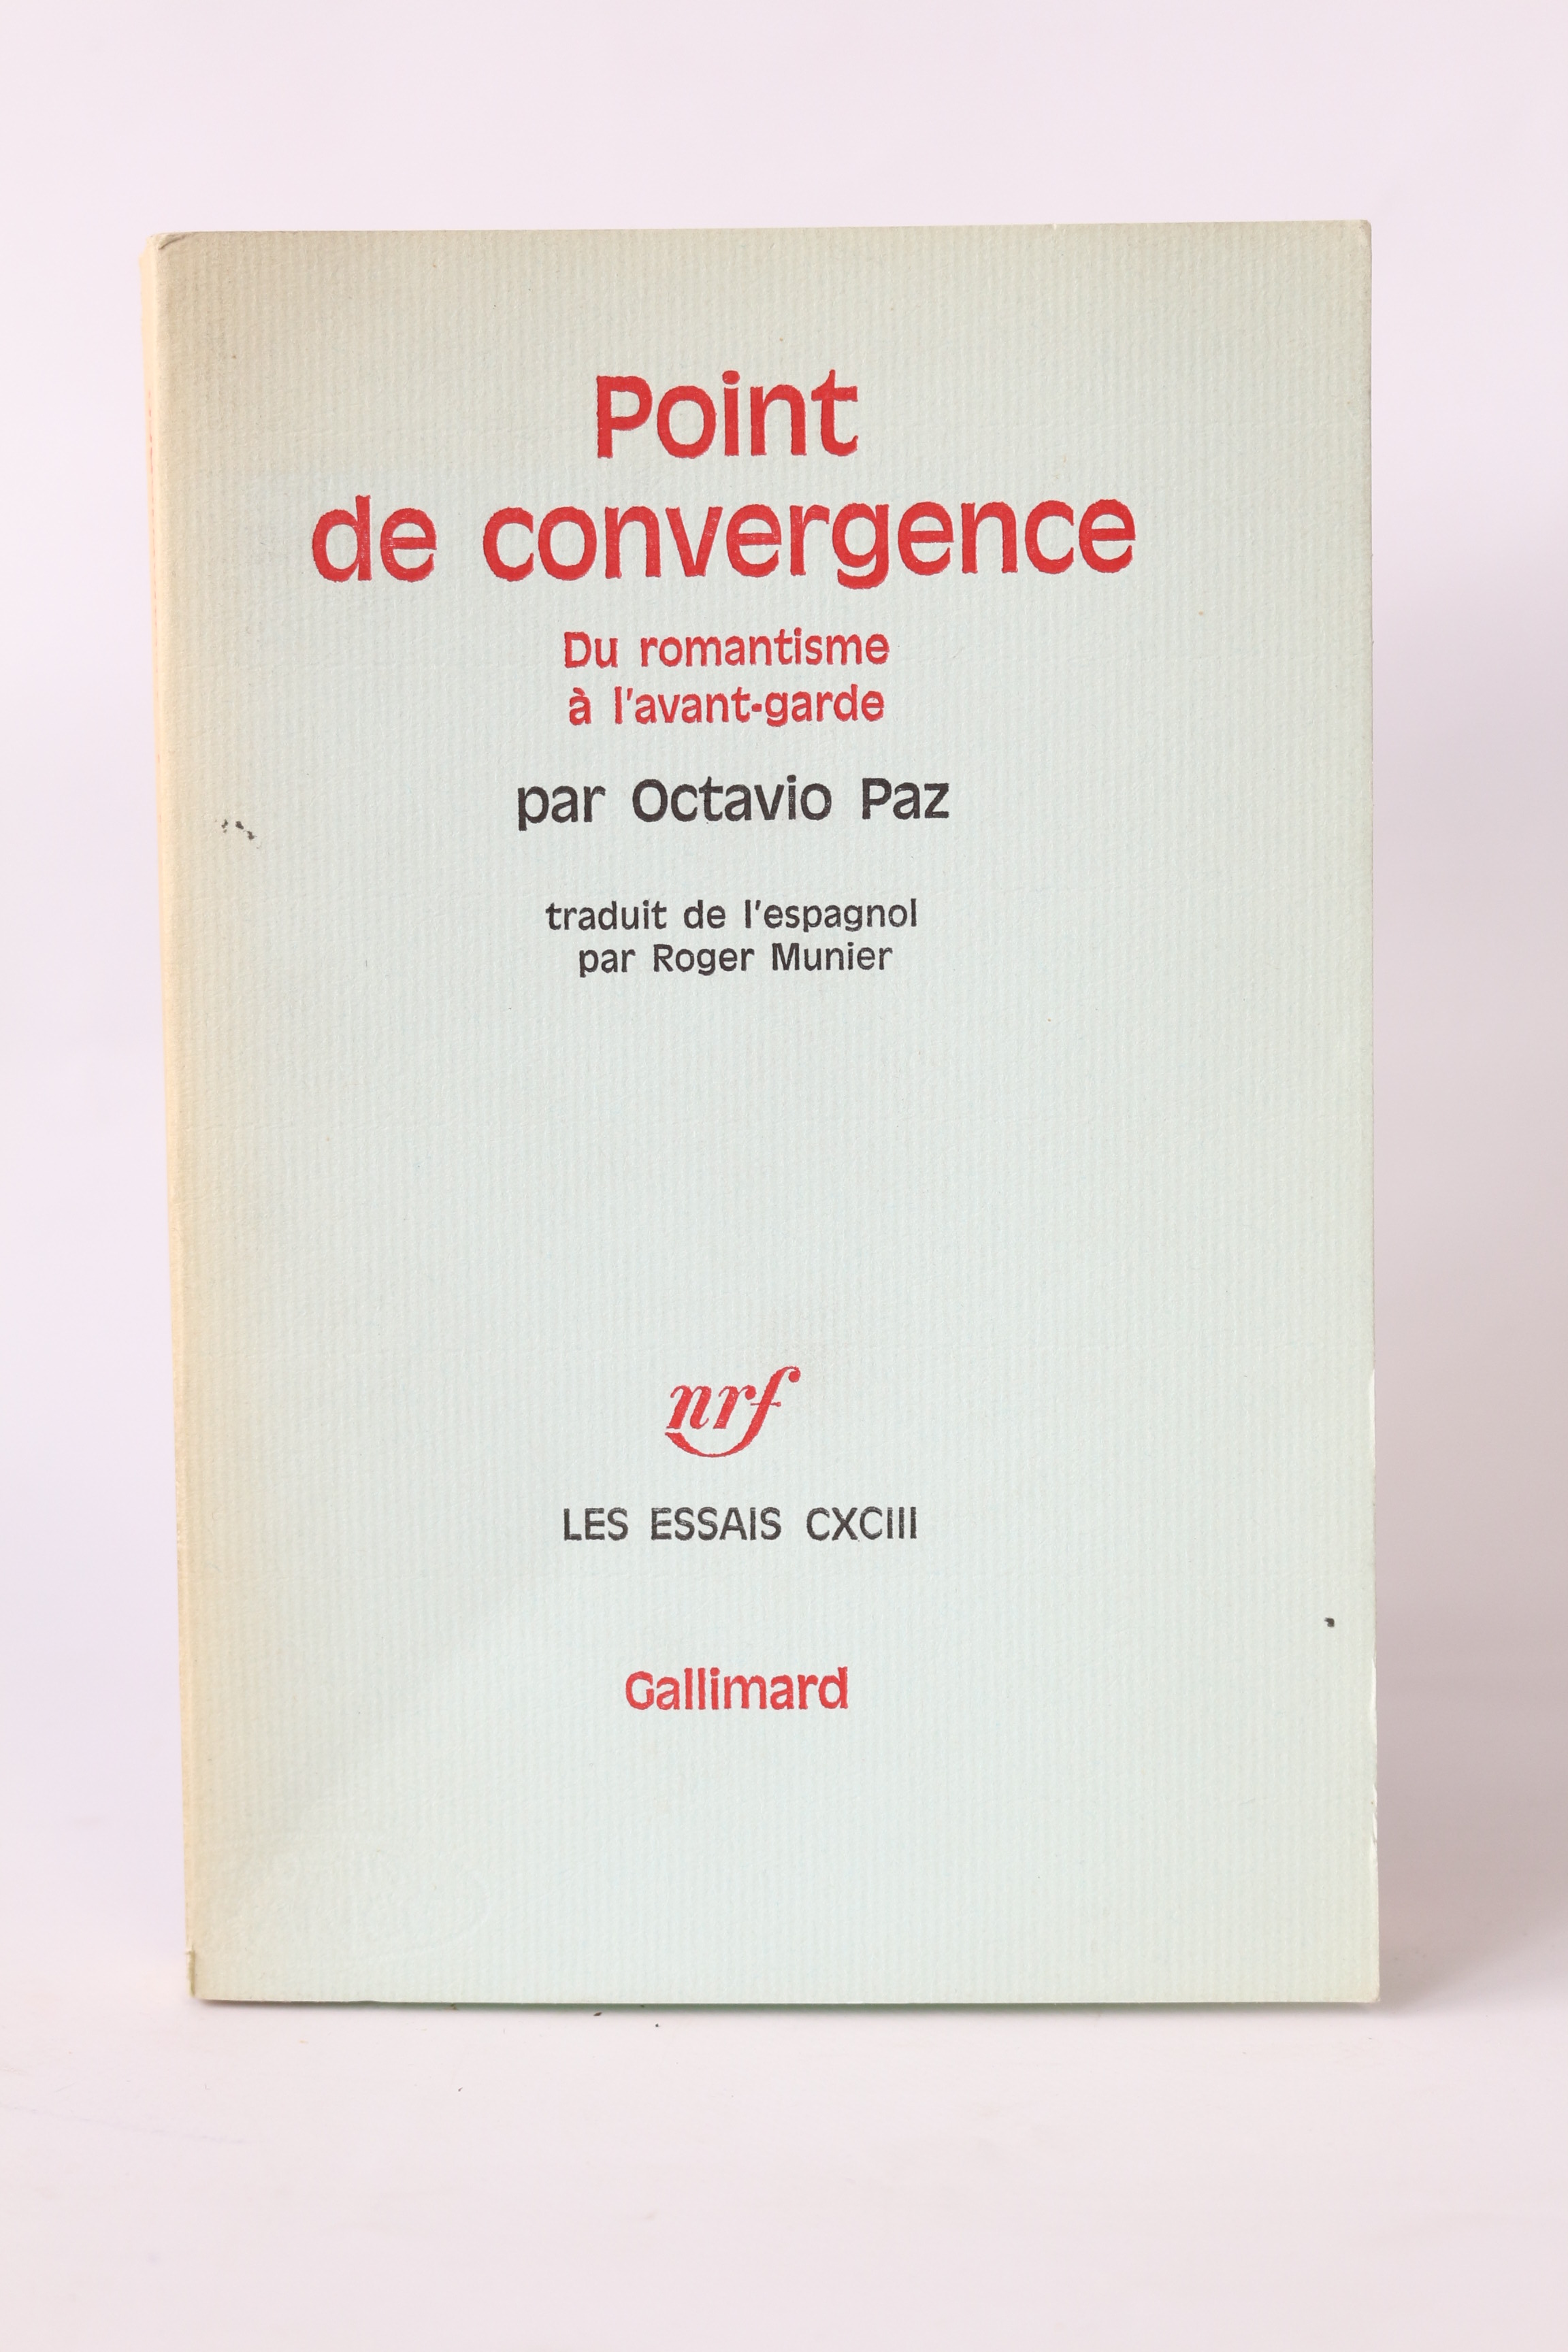 Point
de convergence
Du romantisme
à l'avant-garde
par Octavio Paz
traduit de l'espagnol
par Roger Munier
nrf
LES ESSAIS CXCIII
Gallimard